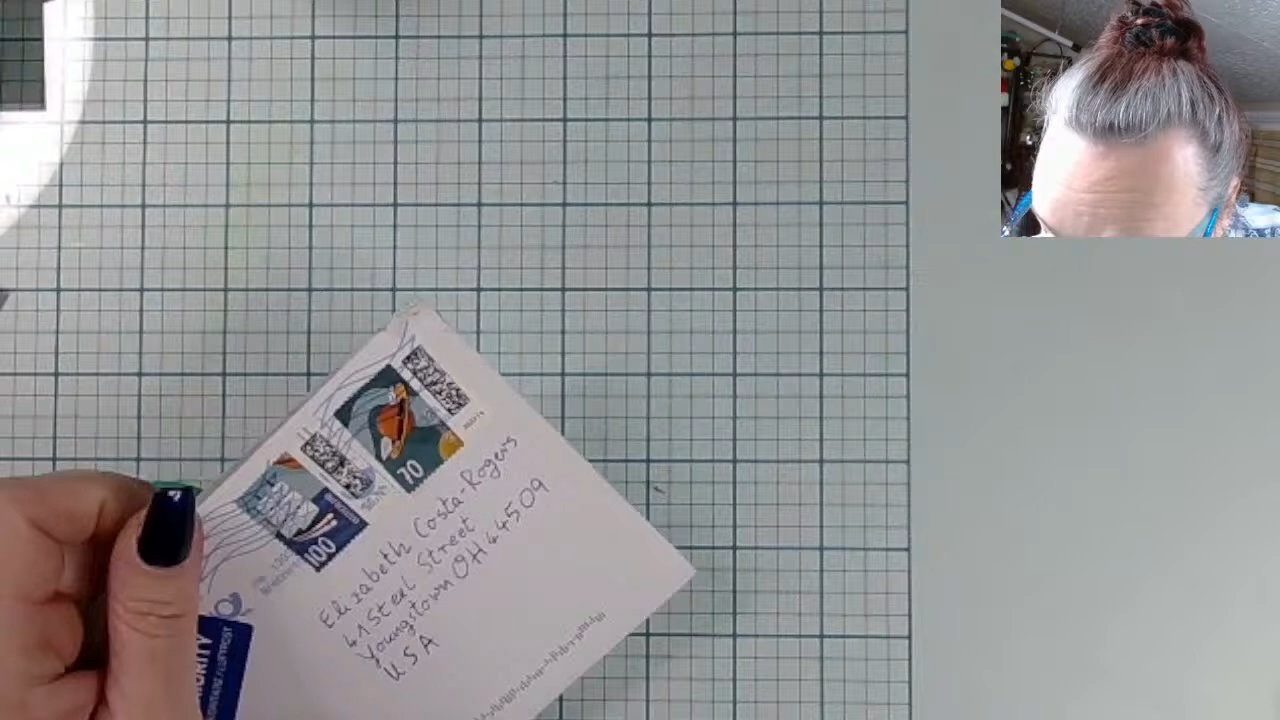 70
100
Elizabeth Costa-Rogers
41 Steel Street
Youngstown OH 44509
USA